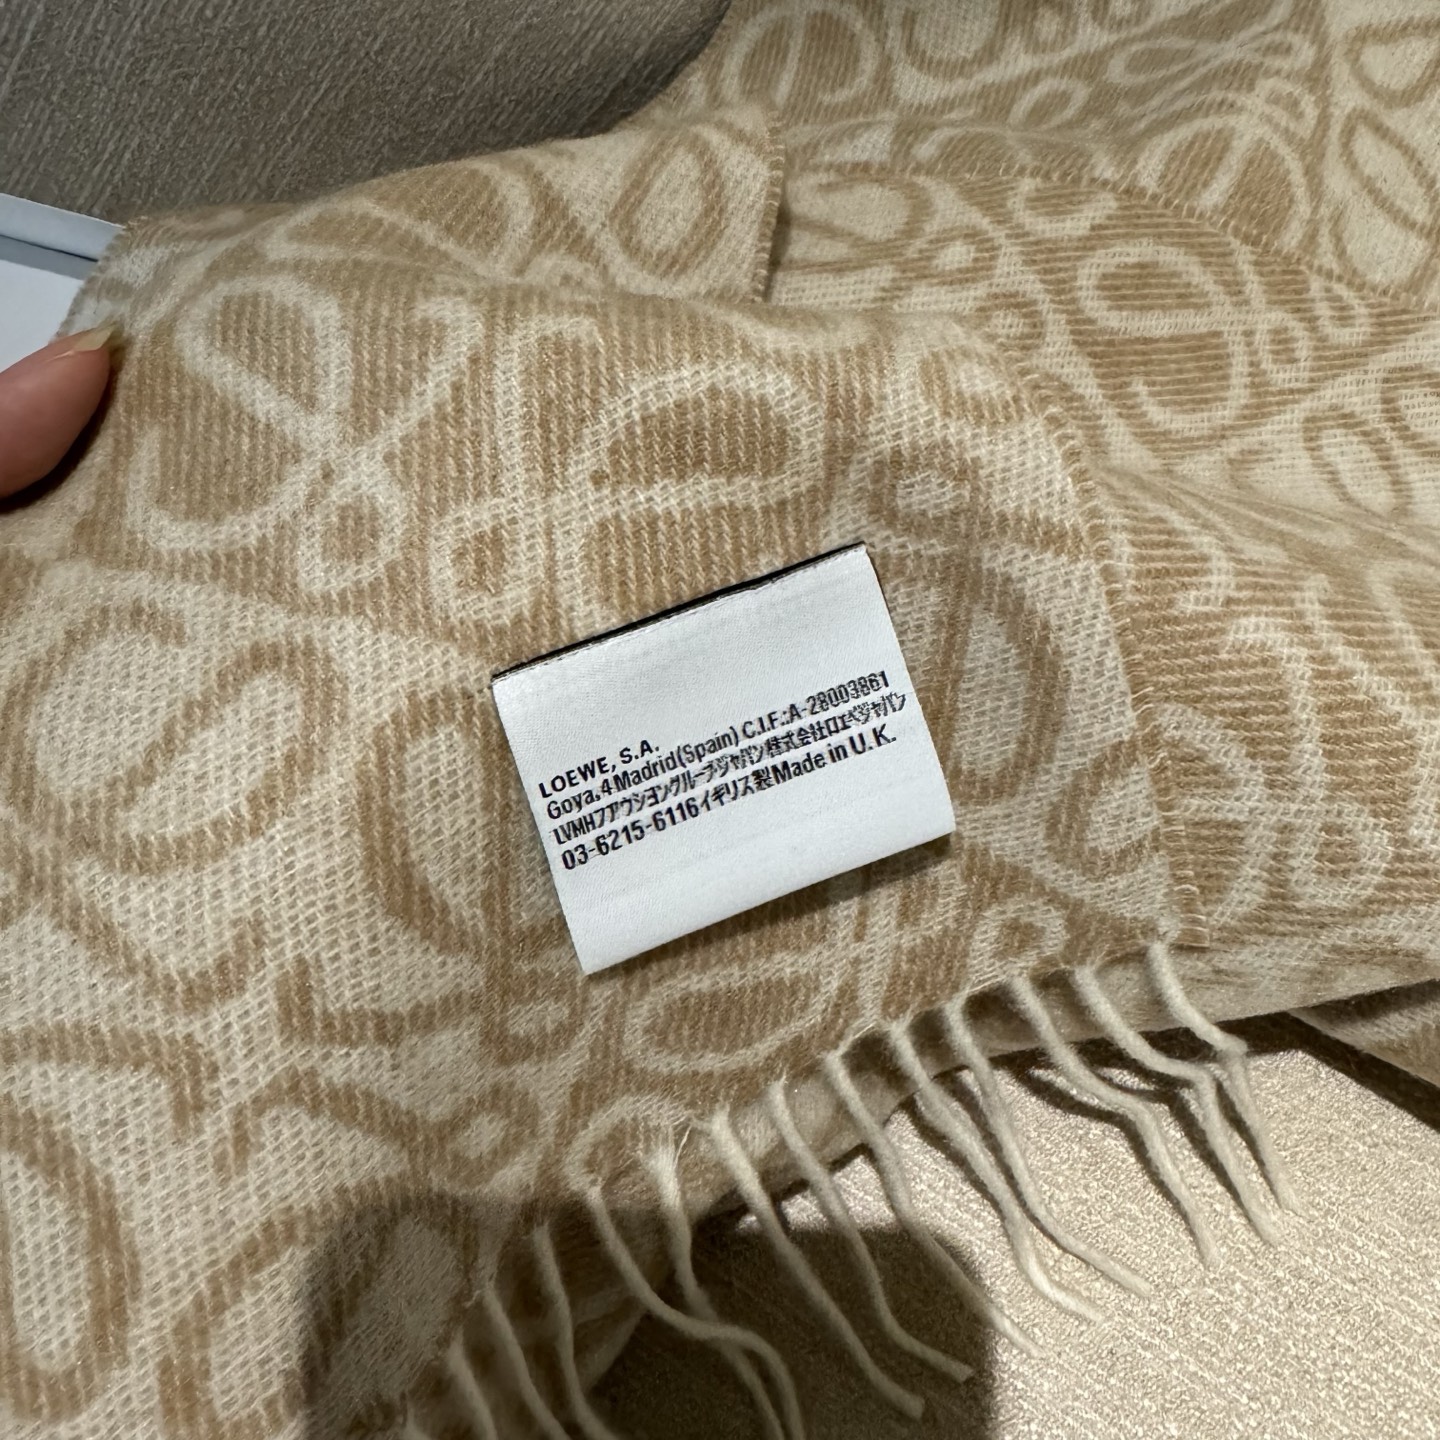 LOEWE, S.A.
Goya,4 Madrid(Spain) C.I.F.:A-28003861
LVMHファウションクループジャパン株式会社ロエベジャパン
03-6215-6116イギリス製Made in U.K.